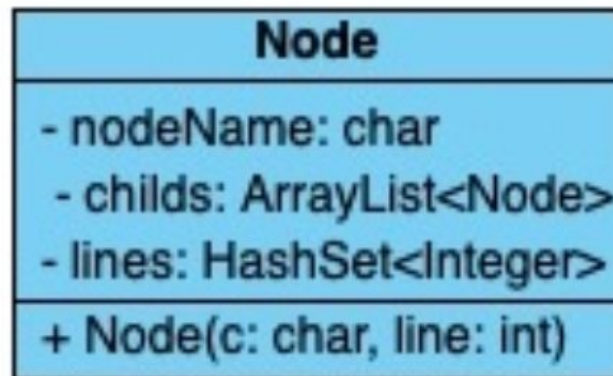 Node
- nodeName: char
- childs: ArrayList<Node>
- lines: HashSet<Integer>
+ Node(c: char, line: int)